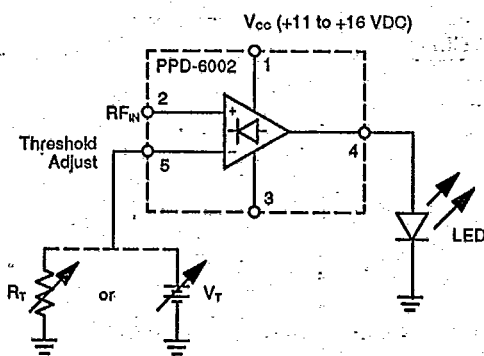 Vcc (+11 to +16 VDC)
PPD-6002
1
2
RFIN
+
Threshold
Adjust
5
−
4
3
LED
RT
or
VT